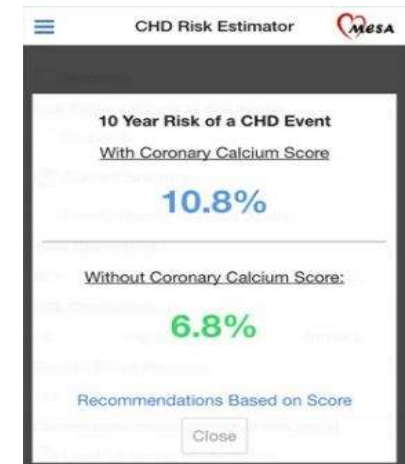 CHD Risk Estimator
MESA
10 Year Risk of a CHD Event
With Coronary Calcium Score
10.8%
Without Coronary Calcium Score:
6.8%
Recommendations Based on Score
Close